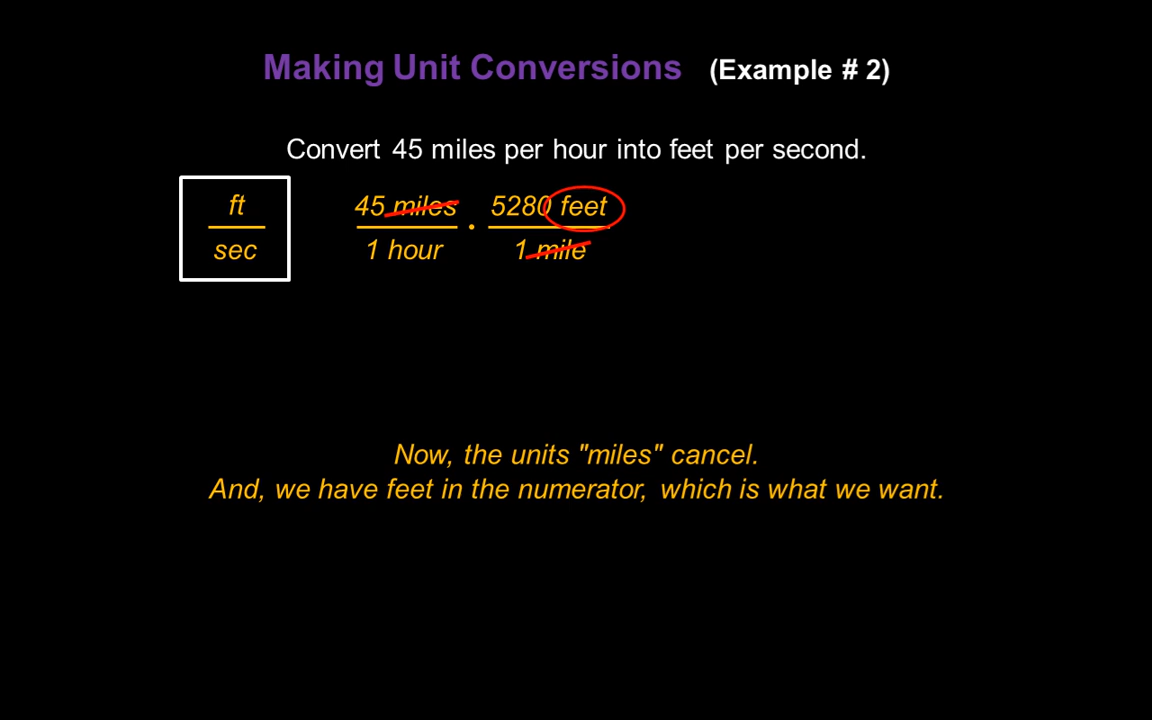 Making Unit Conversions (Example # 2)
Convert 45 miles per hour into feet per second.
ft
sec
45 miles
1 hour
·
5280 feet
1 mile
Now, the units "miles" cancel.
And, we have feet in the numerator, which is what we want.